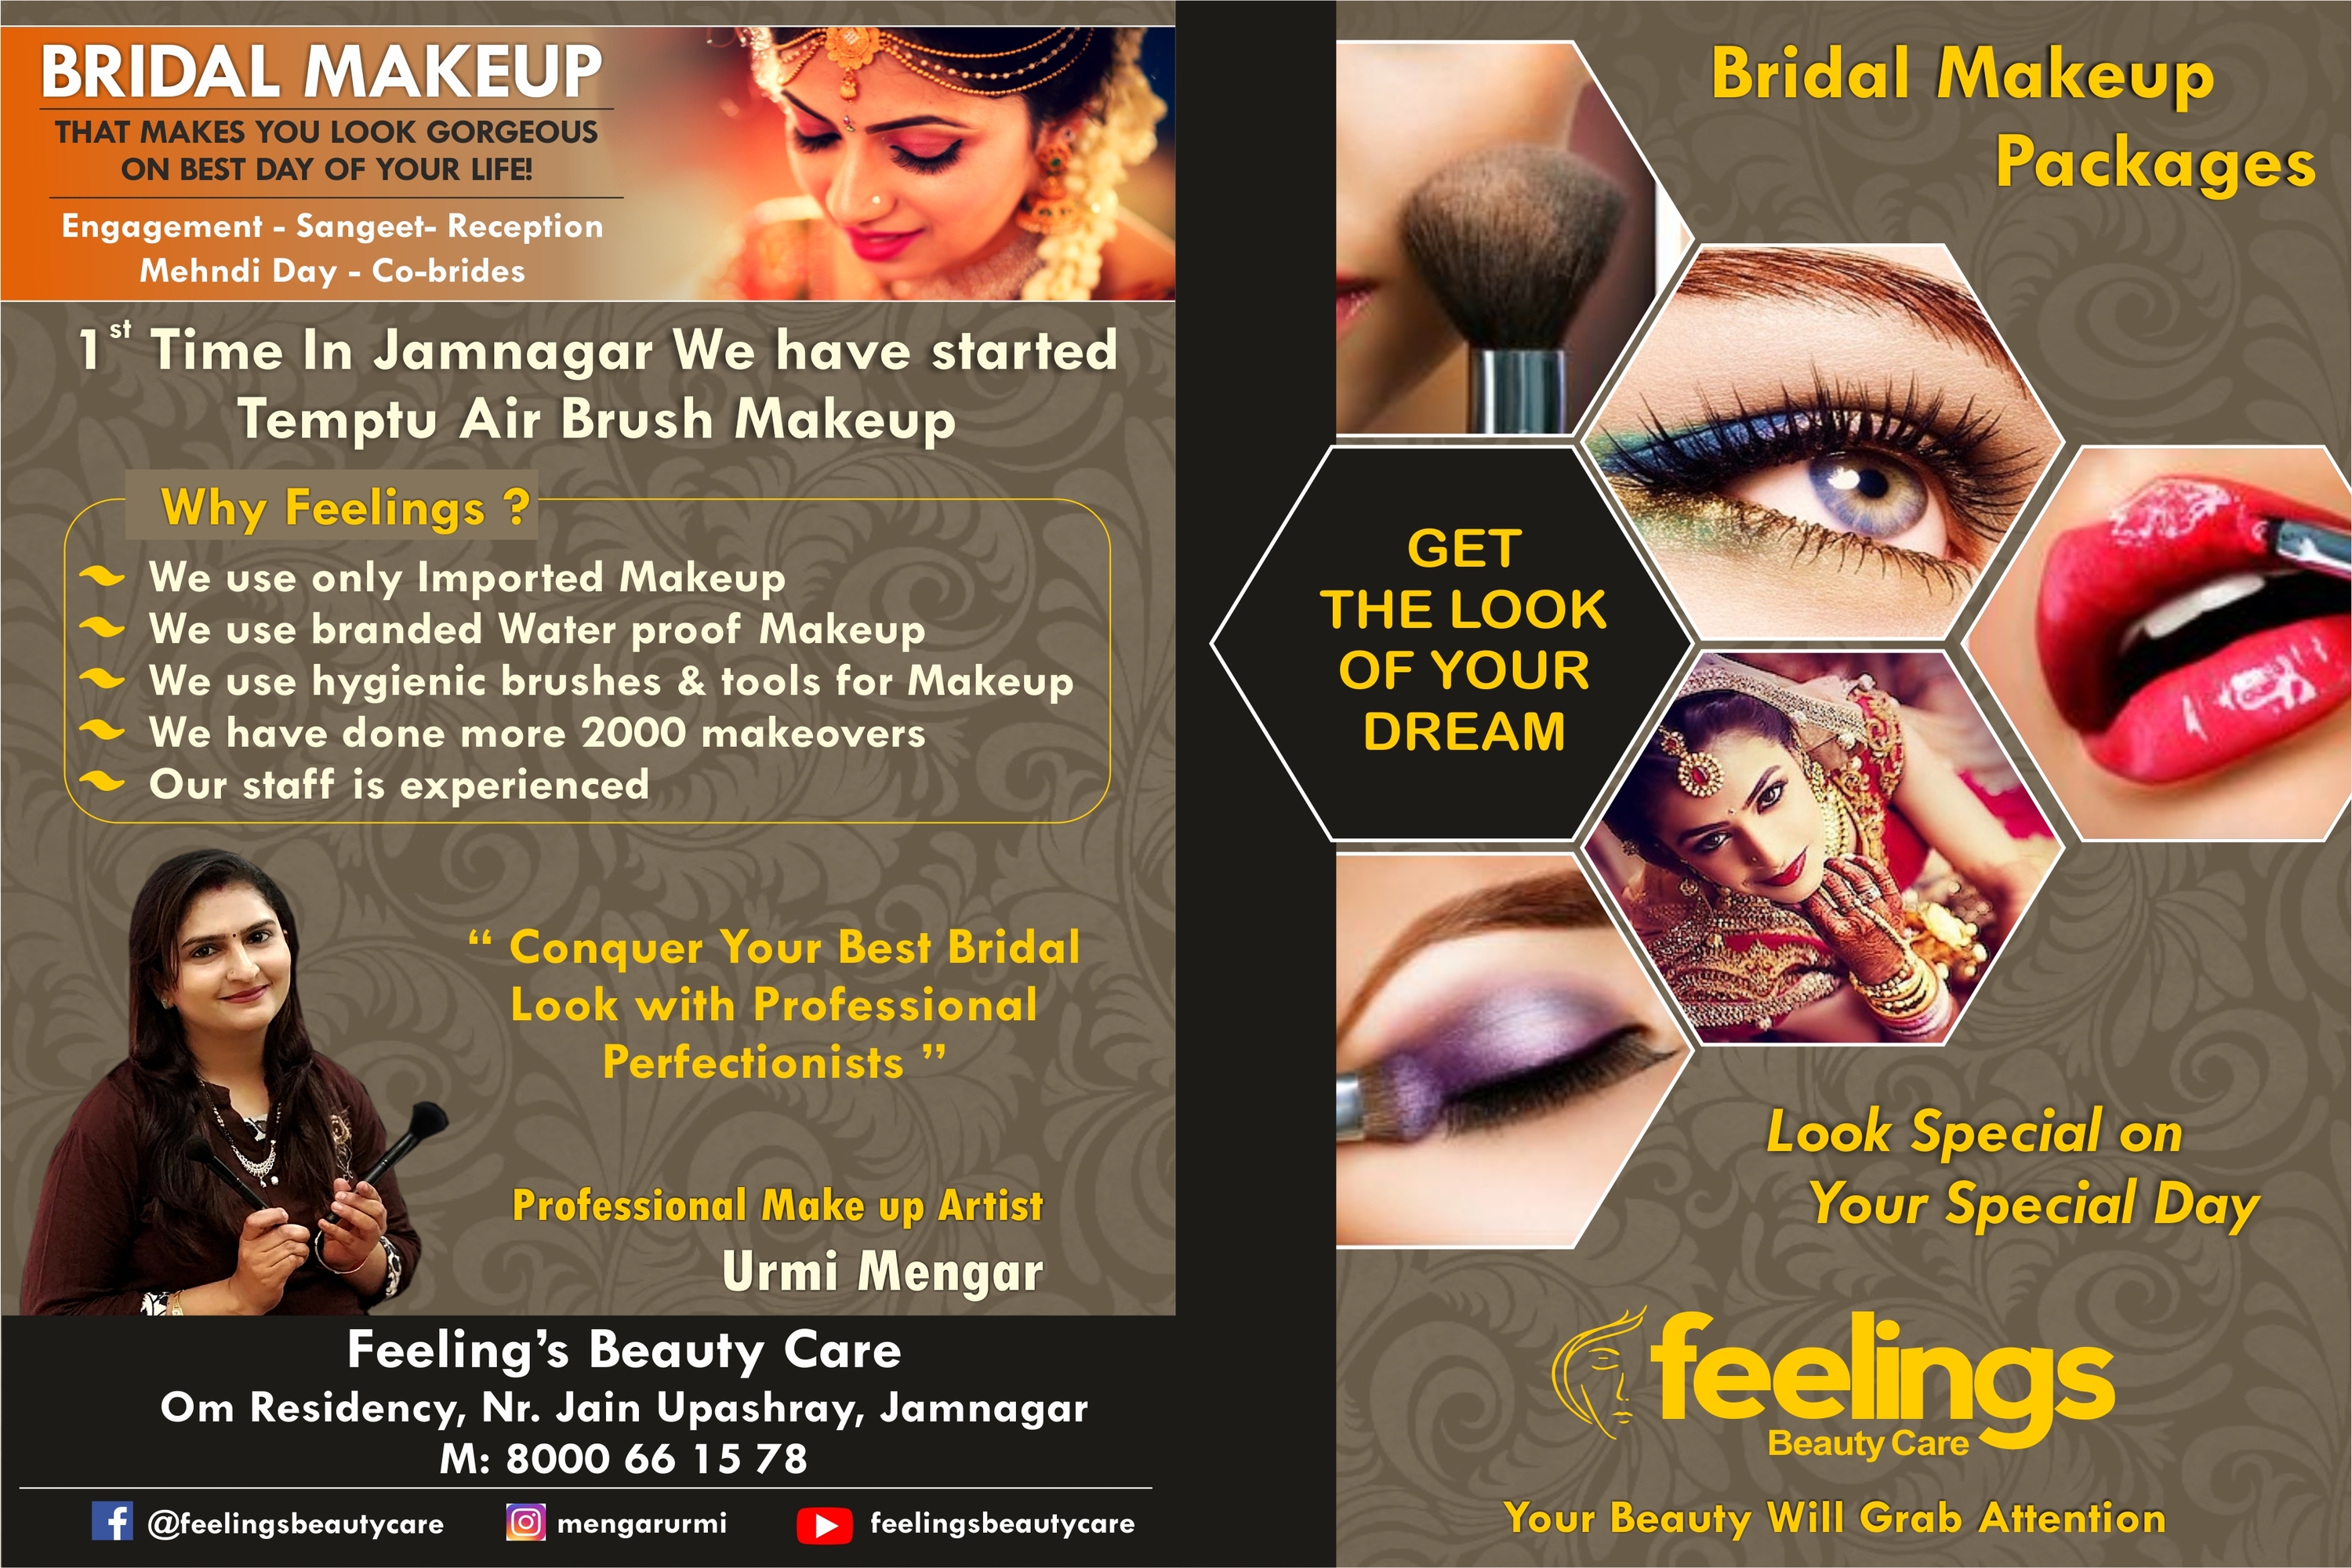 BRIDAL MAKEUP
THAT MAKES YOU LOOK GORGEOUS
ON BEST DAY OF YOUR LIFE!
Engagement - Sangeet- Reception
Mehndi Day - Co-brides
1st Time In Jamnagar We have started
Temptu Air Brush Makeup
Why Feelings ?
We use only Imported Makeup
We use branded Water proof Makeup
We use hygienic brushes & tools for Makeup
We have done more 2000 makeovers
Our staff is experienced
“ Conquer Your Best Bridal
Look with Professional
Perfectionists ”
Professional Make up Artist
Urmi Mengar
Feeling’s Beauty Care
Om Residency, Nr. Jain Upashray, Jamnagar
M: 8000 66 15 78
@feelingsbeautycare
mengarurmi
feelingsbeautycare
Bridal Makeup
Packages
GET
THE LOOK
OF YOUR
DREAM
Look Special on
Your Special Day
feelings
Beauty Care
Your Beauty Will Grab Attention